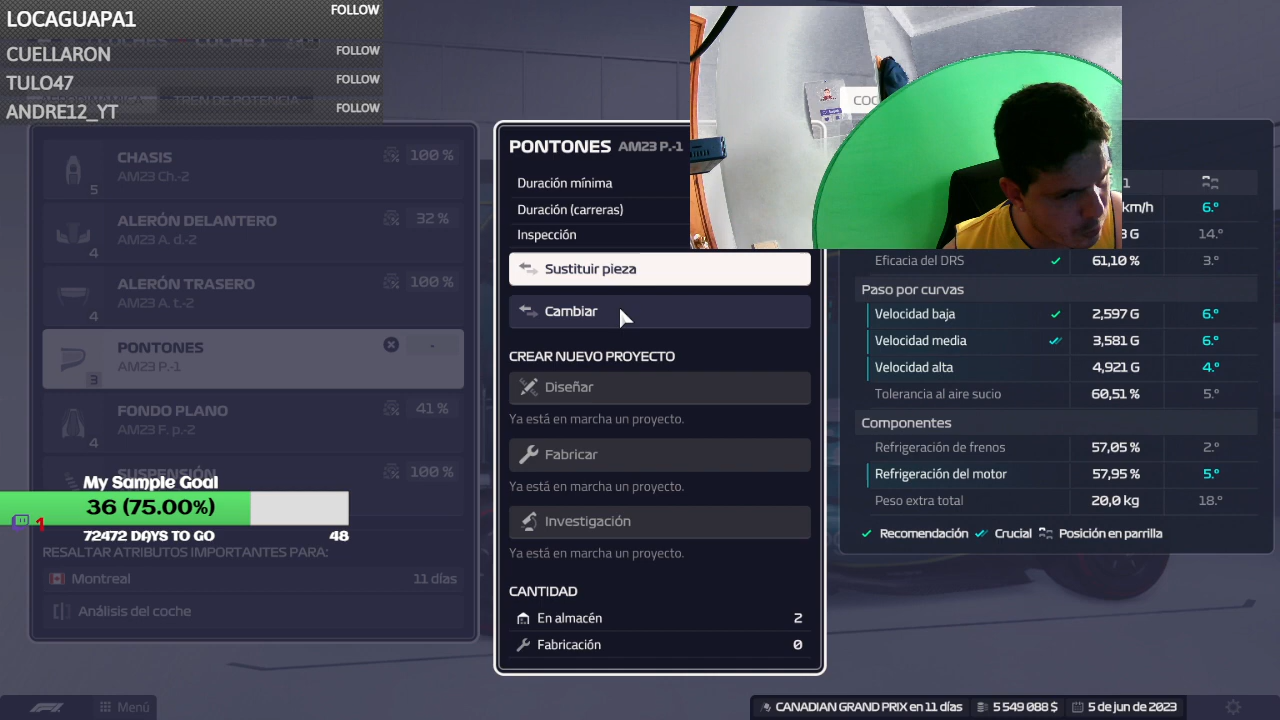 LOCAGUAPA1 FOLLOW
CUELLARON FOLLOW
TULO47 FOLLOW
ANDRE12_YT FOLLOW
TREN DE POTENCIA
CHASIS 100 %
AM23 Ch.-2
5
ALERÓN DELANTERO 32 %
AM23 A. d.-2
4
ALERÓN TRASERO 100 %
AM23 A. t.-2
4
PONTONES -
AM23 P.-1
3
FONDO PLANO 41 %
AM23 F. p.-2
4
SUSPENSIÓN 100 %
My Sample Goal
36 (75.00%)
1
72472 DAYS TO GO 48
RESALTAR ATRIBUTOS IMPORTANTES PARA:
Montreal 11 días
Análisis del coche
PONTONES AM23 P.-1
Duración mínima
Duración (carreras)
Inspección
Sustituir pieza
Cambiar
CREAR NUEVO PROYECTO
Diseñar
Ya está en marcha un proyecto.
Fabricar
Ya está en marcha un proyecto.
Investigación
Ya está en marcha un proyecto.
CANTIDAD
En almacén 2
Fabricación 0
COC
1
km/h 6.º
G 14.º
Eficacia del DRS 61,10 % 3.º
Paso por curvas
Velocidad baja 2,597 G 6.º
Velocidad media 3,581 G 6.º
Velocidad alta 4,921 G 4.º
Tolerancia al aire sucio 60,51 % 5.º
Componentes
Refrigeración de frenos 57,05 % 2.º
Refrigeración del motor 57,95 % 5.º
Peso extra total 20,0 kg 18.º
Recomendación Crucial Posición en parrilla
Menú
CANADIAN GRAND PRIX en 11 días 5 549 088 $ 5 de jun de 2023